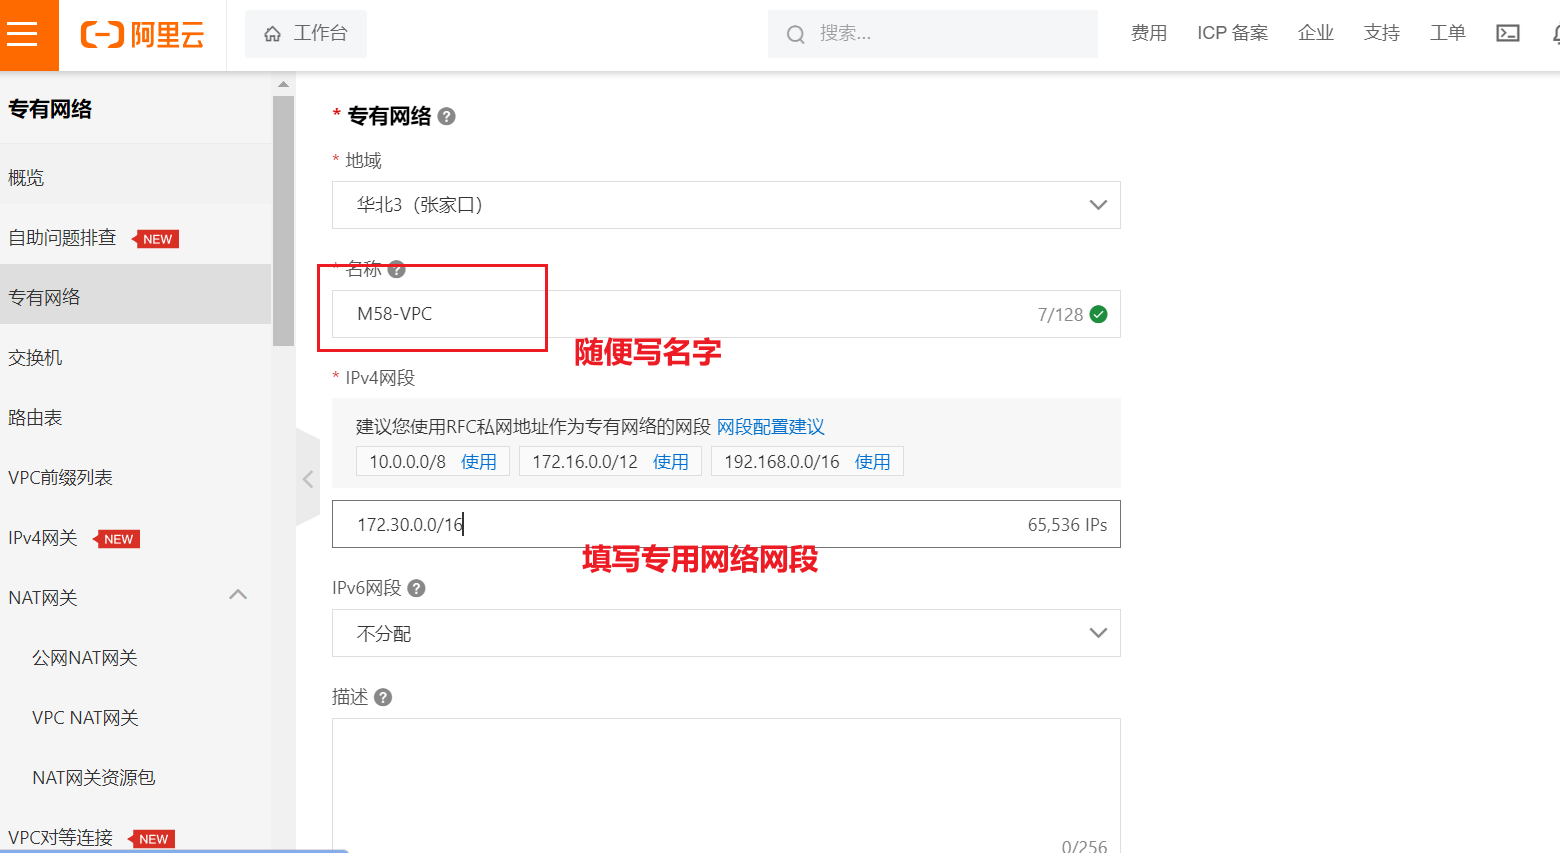 阿里云
工作台
搜索...
费用
ICP 备案
企业
支持
工单
专有网络
概览
自助问题排查 NEW
专有网络
交换机
路由表
VPC前缀列表
IPv4网关 NEW
NAT网关
公网NAT网关
VPC NAT网关
NAT网关资源包
VPC对等连接 NEW
* 专有网络 ?
* 地域
华北3（张家口）
* 名称 ?
M58-VPC 7/128
随便写名字
* IPv4网段
建议您使用RFC私网地址作为专有网络的网段 网段配置建议
10.0.0.0/8 使用 172.16.0.0/12 使用 192.168.0.0/16 使用
172.30.0.0/16 65,536 IPs
填写专用网络网段
IPv6网段 ?
不分配
描述 ?
0/256